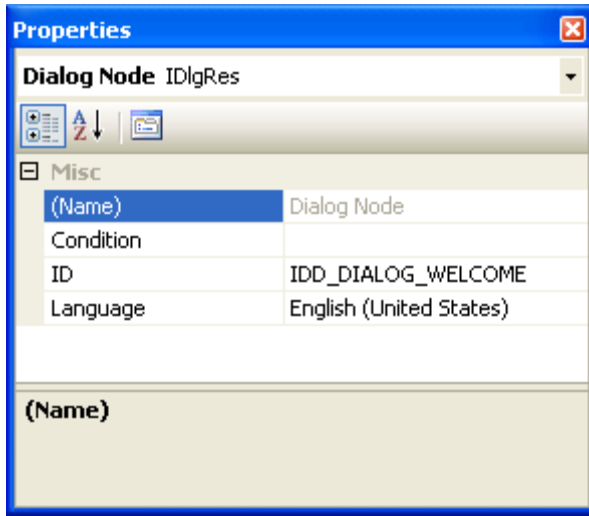 Properties
Dialog Node IDlgRes
A
Z
Misc
(Name) Dialog Node
Condition
ID IDD_DIALOG_WELCOME
Language English (United States)
(Name)